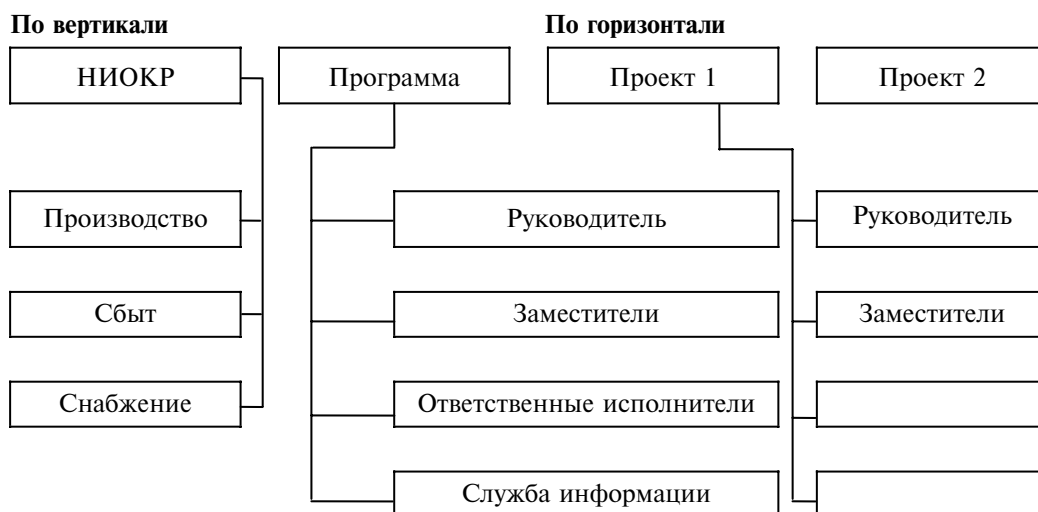 По вертикали По горизонтали
НИОКР Программа Проект 1 Проект 2
Производство Руководитель Руководитель
Сбыт Заместители Заместители
Снабжение Ответственные исполнители
Служба информации